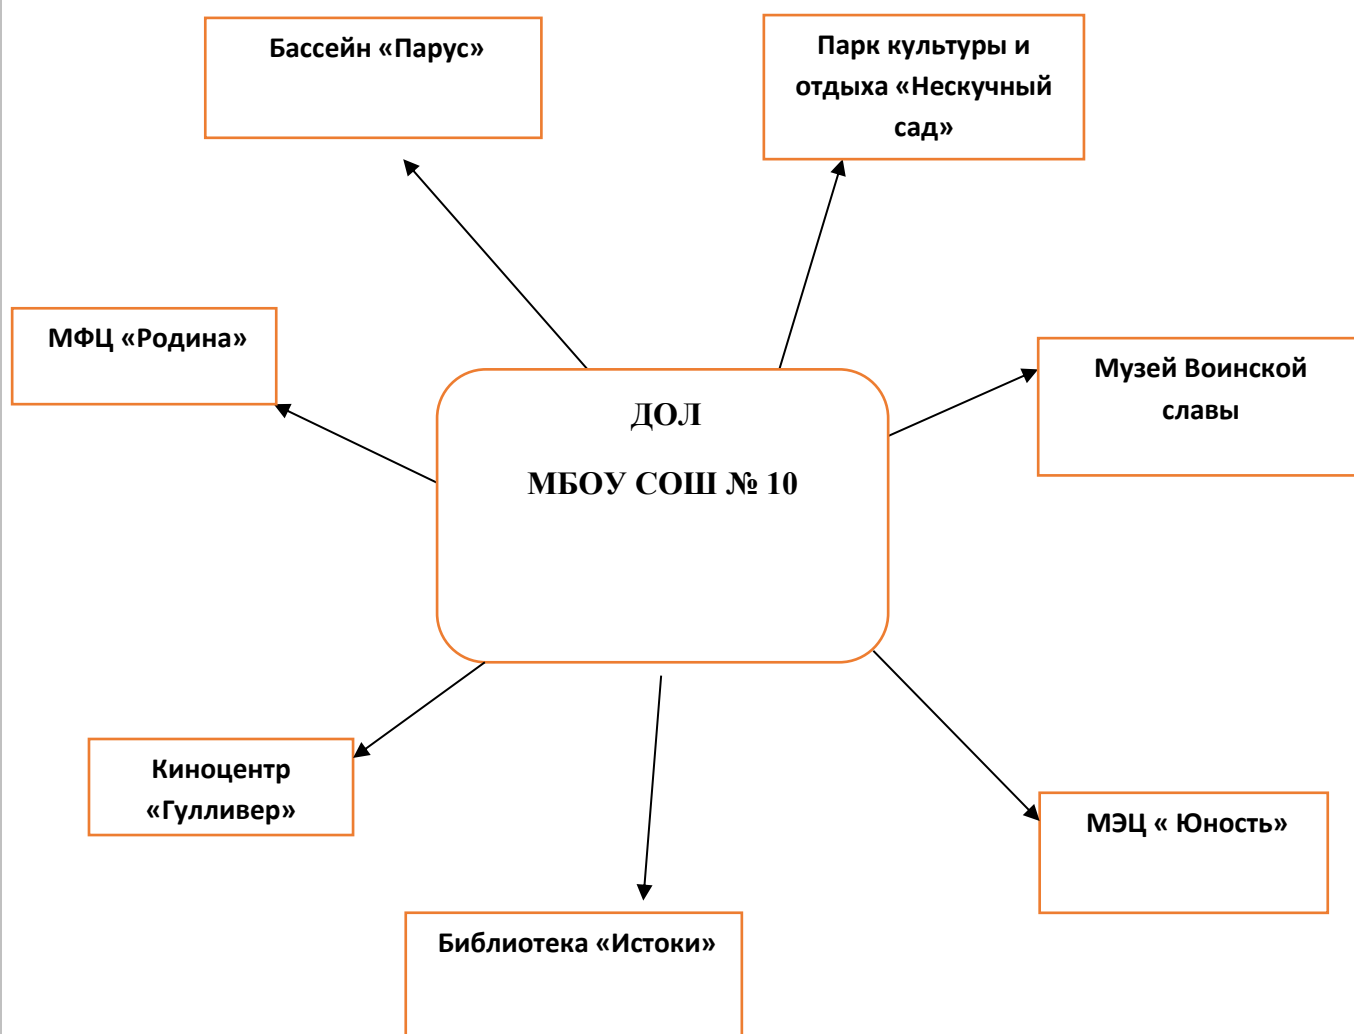 Бассейн «Парус»
Парк культуры и
отдыха «Нескучный
сад»
МФЦ «Родина»
Музей Воинской
славы
ДОЛ
МБОУ СОШ № 10
Киноцентр
«Гулливер»
МЭЦ « Юность»
Библиотека «Истоки»